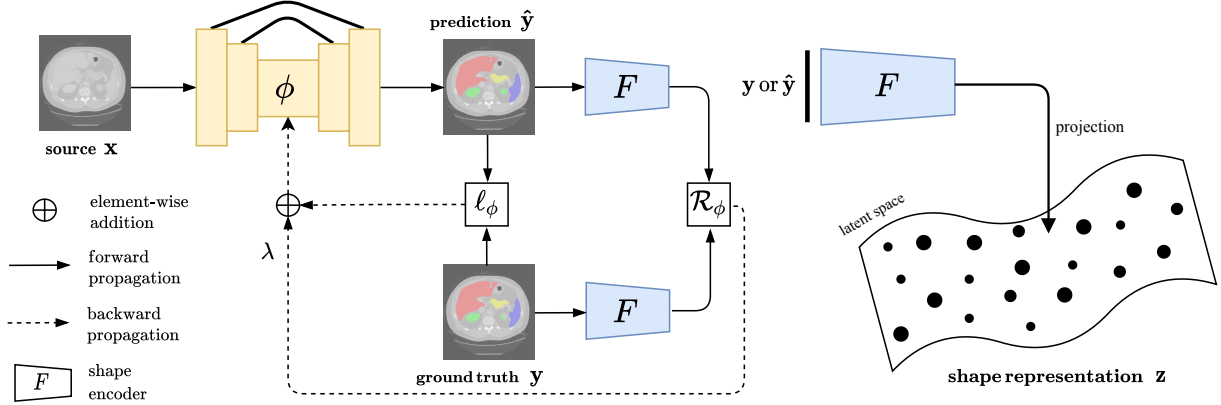 prediction ŷ
ϕ
F
source x
y or ŷ
F
projection
element-wise
addition
λ
ℓϕ
ℛϕ
latent space
forward
propagation
backward
propagation
F
shape
encoder
F
ground truth y
shape representation z